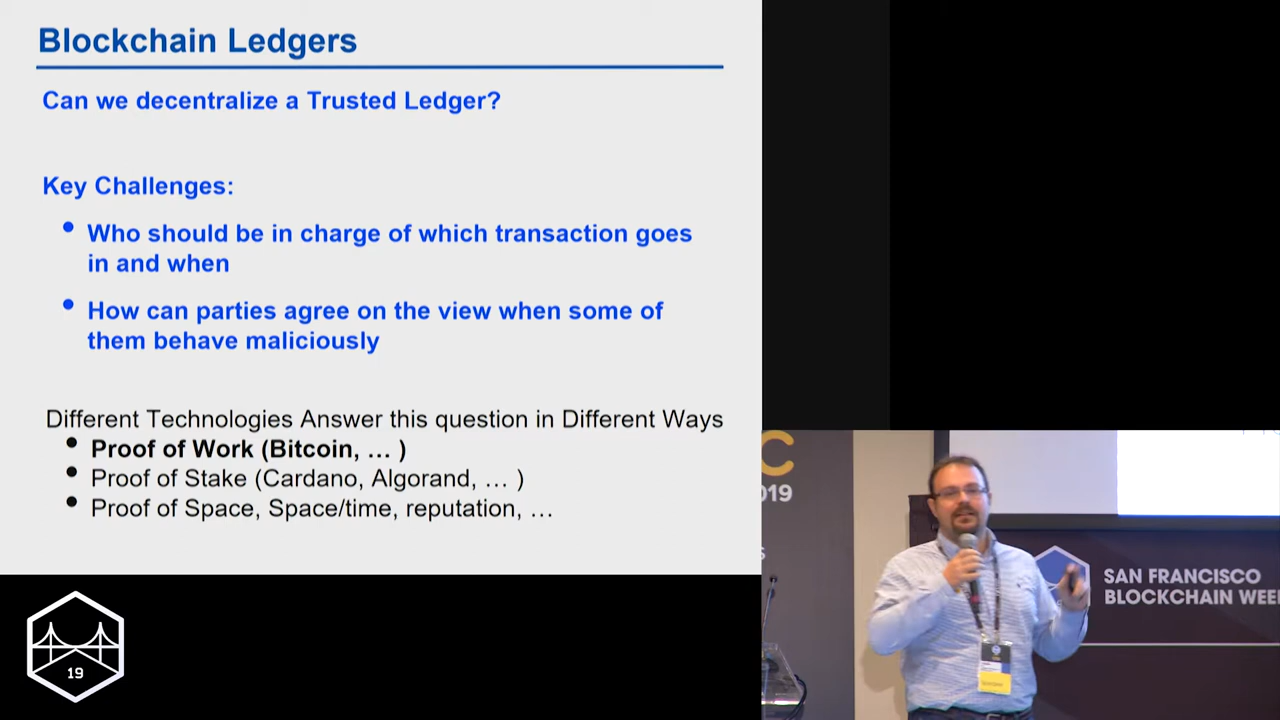 Blockchain Ledgers
Can we decentralize a Trusted Ledger?
Key Challenges:
• Who should be in charge of which transaction goes
in and when
• How can parties agree on the view when some of
them behave maliciously
Different Technologies Answer this question in Different Ways
• Proof of Work (Bitcoin, … )
• Proof of Stake (Cardano, Algorand, … )
• Proof of Space, Space/time, reputation, …
19
C
019
S
SAN FRANCISCO
BLOCKCHAIN WEE